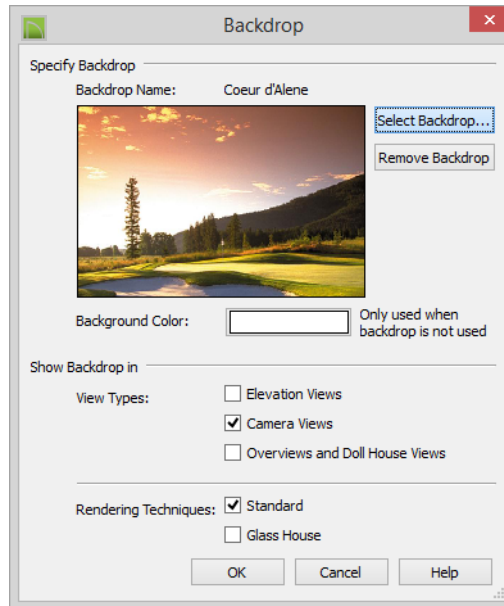 Backdrop
Specify Backdrop
Backdrop Name: Coeur d'Alene
Select Backdrop...
Remove Backdrop
Background Color: Only used when
backdrop is not used
Show Backdrop in
View Types: Elevation Views
Camera Views
Overviews and Doll House Views
Rendering Techniques: Standard
Glass House
OK Cancel Help